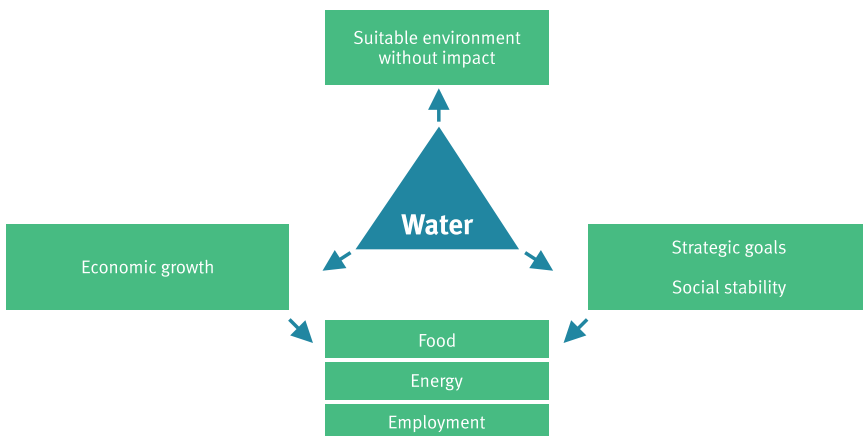 Suitable environment
without impact
Water
Economic growth
Strategic goals
Social stability
Food
Energy
Employment